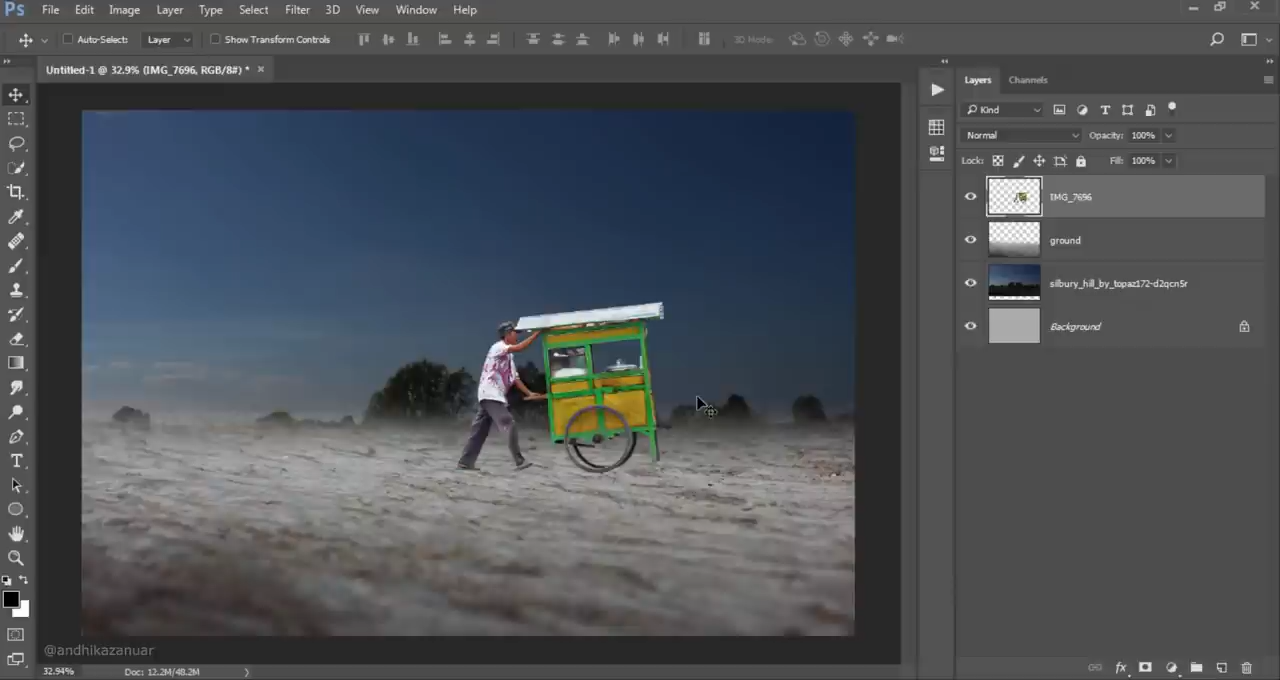 Ps File Edit Image Layer Type Select Filter 3D View Window Help
Auto-Select: Layer Show Transform Controls 3D Mode:
Untitled-1 @ 32.9% (IMG_7696, RGB/8#) *
Layers Channels
Kind
Normal Opacity: 100%
Lock: Fill: 100%
IMG_7696
ground
silbury_hill_by_topaz172-d2qcn5r
Background
@andhikazanuar
32.94% Doc: 12.2M/48.2M